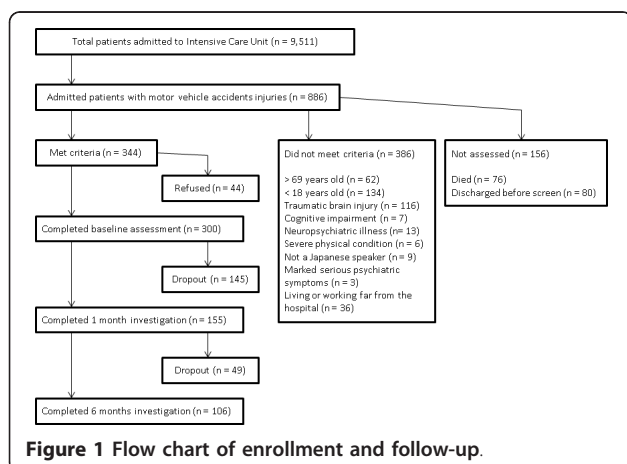 Total patients admitted to Intensive Care Unit (n = 9,511)
Admitted patients with motor vehicle accidents injuries (n = 886)
Met criteria (n = 344)
Refused (n = 44)
Completed baseline assessment (n = 300)
Dropout (n = 145)
Completed 1 month investigation (n = 155)
Dropout (n = 49)
Completed 6 months investigation (n = 106)
Did not meet criteria (n = 386)
> 69 years old (n = 62)
< 18 years old (n = 134)
Traumatic brain injury (n = 116)
Cognitive impairment (n = 7)
Neuropsychiatric illness (n= 13)
Severe physical condition (n = 6)
Not a Japanese speaker (n = 9)
Marked serious psychiatric
symptoms (n = 3)
Living or working far from the
hospital (n = 36)
Not assessed (n = 156)
Died (n = 76)
Discharged before screen (n = 80)
Figure 1 Flow chart of enrollment and follow-up.